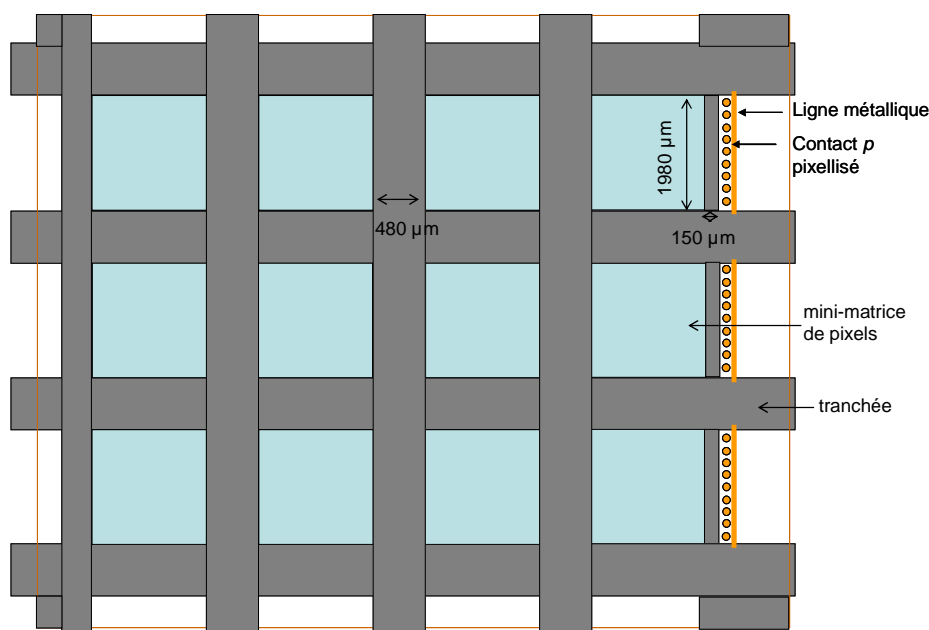 Ligne métallique
Contact p
pixellisé
1980 µm
480 µm
150 µm
mini-matrice
de pixels
tranchée